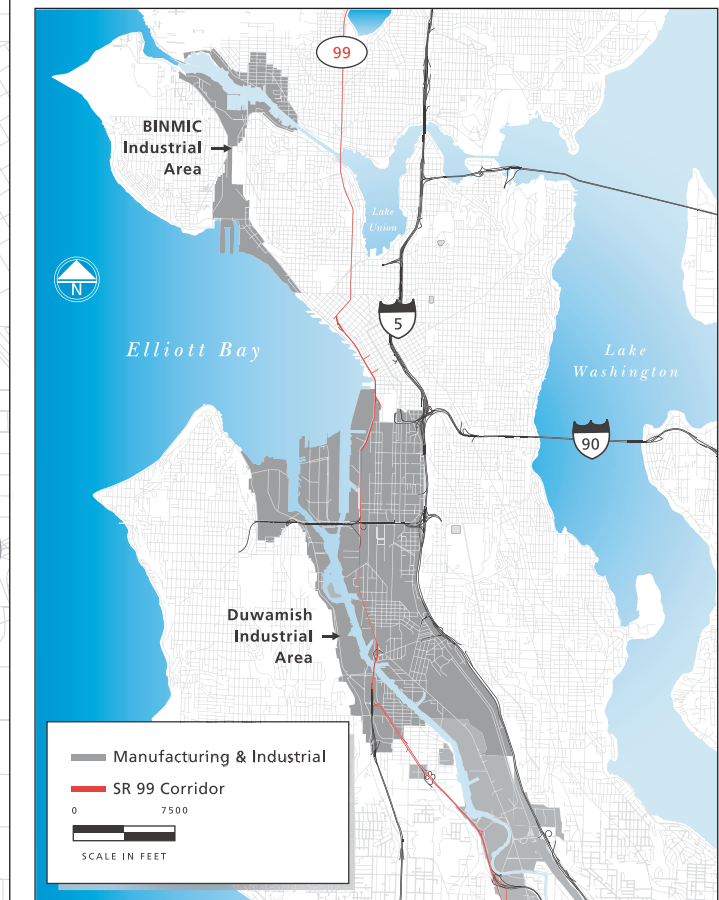 99
BINMIC
Industrial
Area
Lake
Union
N
5
Elliott Bay
Lake
Washington
90
Duwamish
Industrial
Area
Manufacturing & Industrial
SR 99 Corridor
0 7500
SCALE IN FEET